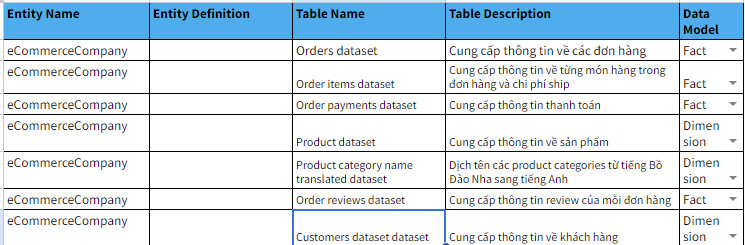 Entity Name Entity Definition Table Name Table Description Data
Model
eCommerceCompany Orders dataset Cung cấp thông tin về các đơn hàng Fact
eCommerceCompany Order items dataset Cung cấp thông tin về từng món hàng trong
đơn hàng và chi phí ship Fact
eCommerceCompany Order payments dataset Cung cấp thông tin thanh toán Fact
eCommerceCompany Product dataset Cung cấp thông tin về sản phẩm Dimen
sion
eCommerceCompany Product category name
translated dataset Dịch tên các product categories từ tiếng Bồ
Đào Nha sang tiếng Anh Dimen
sion
eCommerceCompany Order reviews dataset Cung cấp thông tin review của mỗi đơn hàng Fact
eCommerceCompany Customers dataset dataset Cung cấp thông tin về khách hàng Dimen
sion